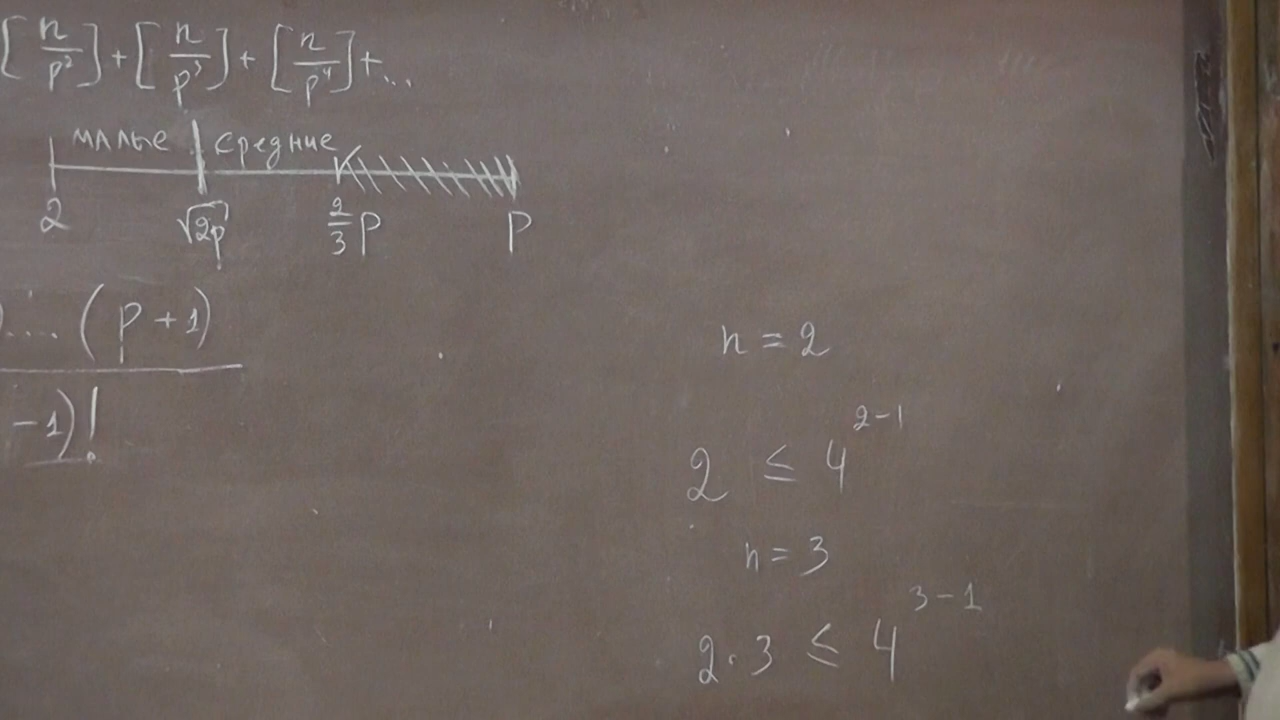 [n/p²] + [n/p³] + [n/p⁴] + ...
малые средние
2 √2p 2/3 p p
).... (p+1)
-1)!
n = 2
2 ≤ 4^2-1
n = 3
2·3 ≤ 4^3-1